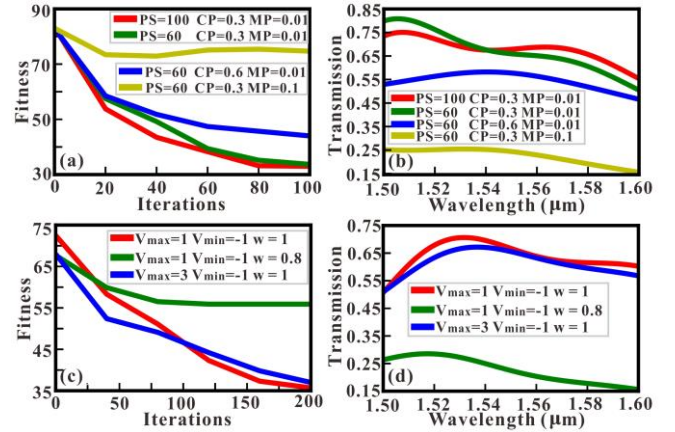 PS=100 CP=0.3 MP=0.01
PS=60 CP=0.3 MP=0.01
PS=60 CP=0.6 MP=0.01
PS=60 CP=0.3 MP=0.1
90
70
50
30
Fitness
(a)
0 20 40 60 80 100
Iterations
0.85
0.75
0.65
0.55
0.45
0.35
0.25
0.15
Transmission
PS=100 CP=0.3 MP=0.01
PS=60 CP=0.3 MP=0.01
PS=60 CP=0.6 MP=0.01
PS=60 CP=0.3 MP=0.1
(b)
1.50 1.52 1.54 1.56 1.58 1.60
Wavelength (μm)
75
65
55
45
35
Fitness
Vmax=1 Vmin=-1 w = 1
Vmax=1 Vmin=-1 w = 0.8
Vmax=3 Vmin=-1 w = 1
(c)
0 50 100 150 200
Iterations
0.75
0.65
0.55
0.45
0.35
0.25
0.15
Transmission
Vmax=1 Vmin=-1 w = 1
Vmax=1 Vmin=-1 w = 0.8
Vmax=3 Vmin=-1 w = 1
(d)
1.50 1.52 1.54 1.56 1.58 1.60
Wavelength (μm)